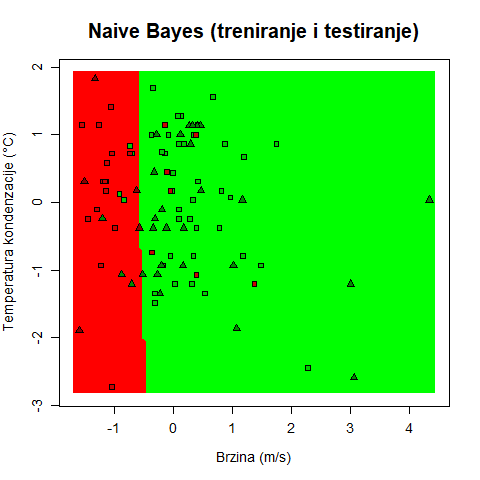 Naive Bayes (treniranje i testiranje)
Temperatura kondenzacije (°C)
2
1
0
-1
-2
-3
-1 0 1 2 3 4
Brzina (m/s)